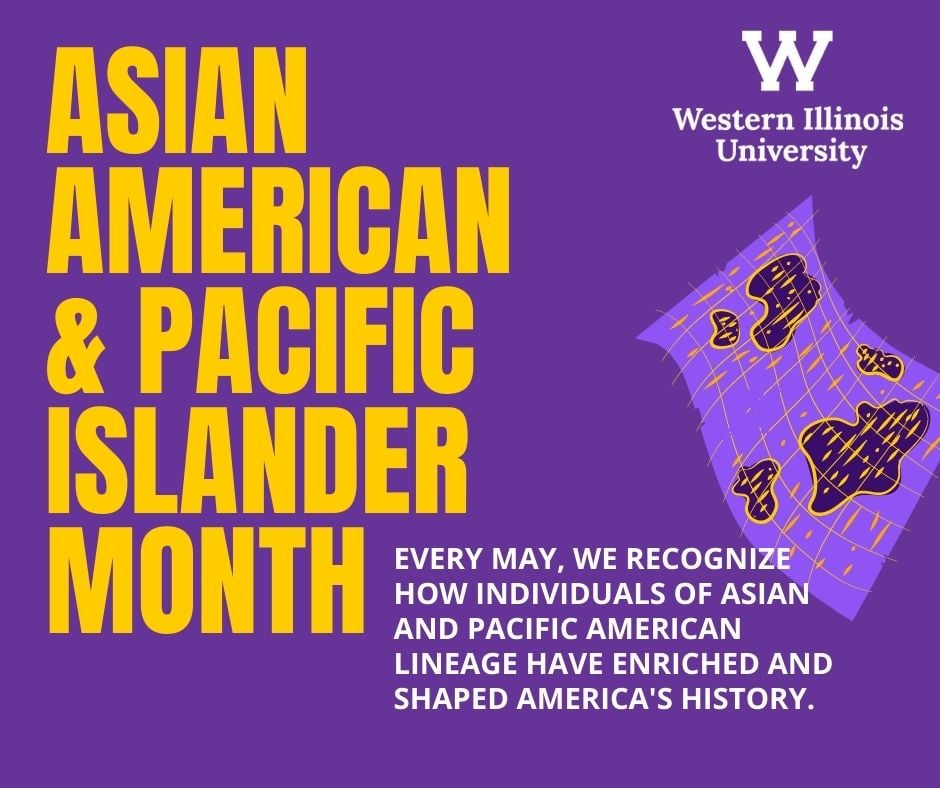 ASIAN
AMERICAN
& PACIFIC
ISLANDER
MONTH
W
Western Illinois
University
EVERY MAY, WE RECOGNIZE
HOW INDIVIDUALS OF ASIAN
AND PACIFIC AMERICAN
LINEAGE HAVE ENRICHED AND
SHAPED AMERICA'S HISTORY.